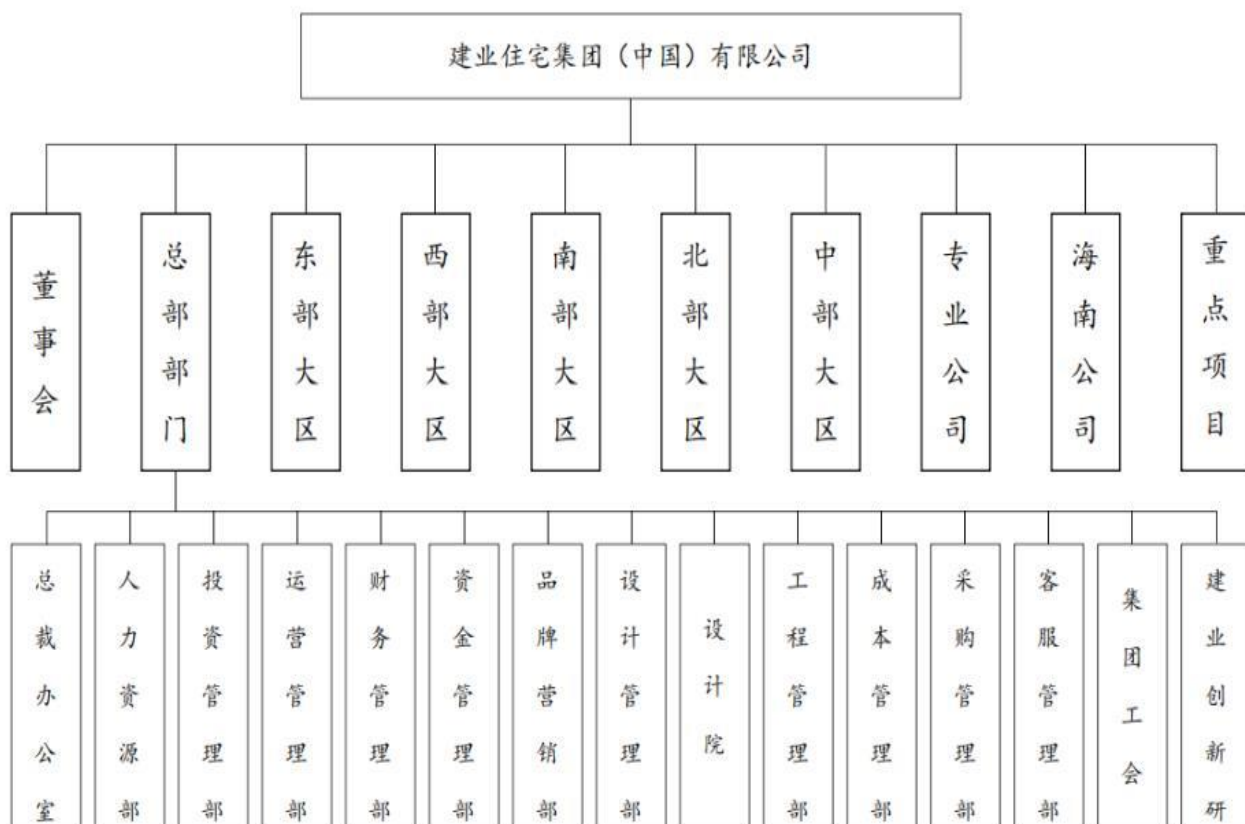 建业住宅集团（中国）有限公司
董事会
总部部门
东部大区
西部大区
南部大区
北部大区
中部大区
专业公司
海南公司
重点项目
总裁办公室
人力资源部
投资管理部
运营管理部
财务管理部
资金管理部
品牌营销部
设计管理部
设计院
工程管理部
成本管理部
采购管理部
客服管理部
集团工会
建业创新研